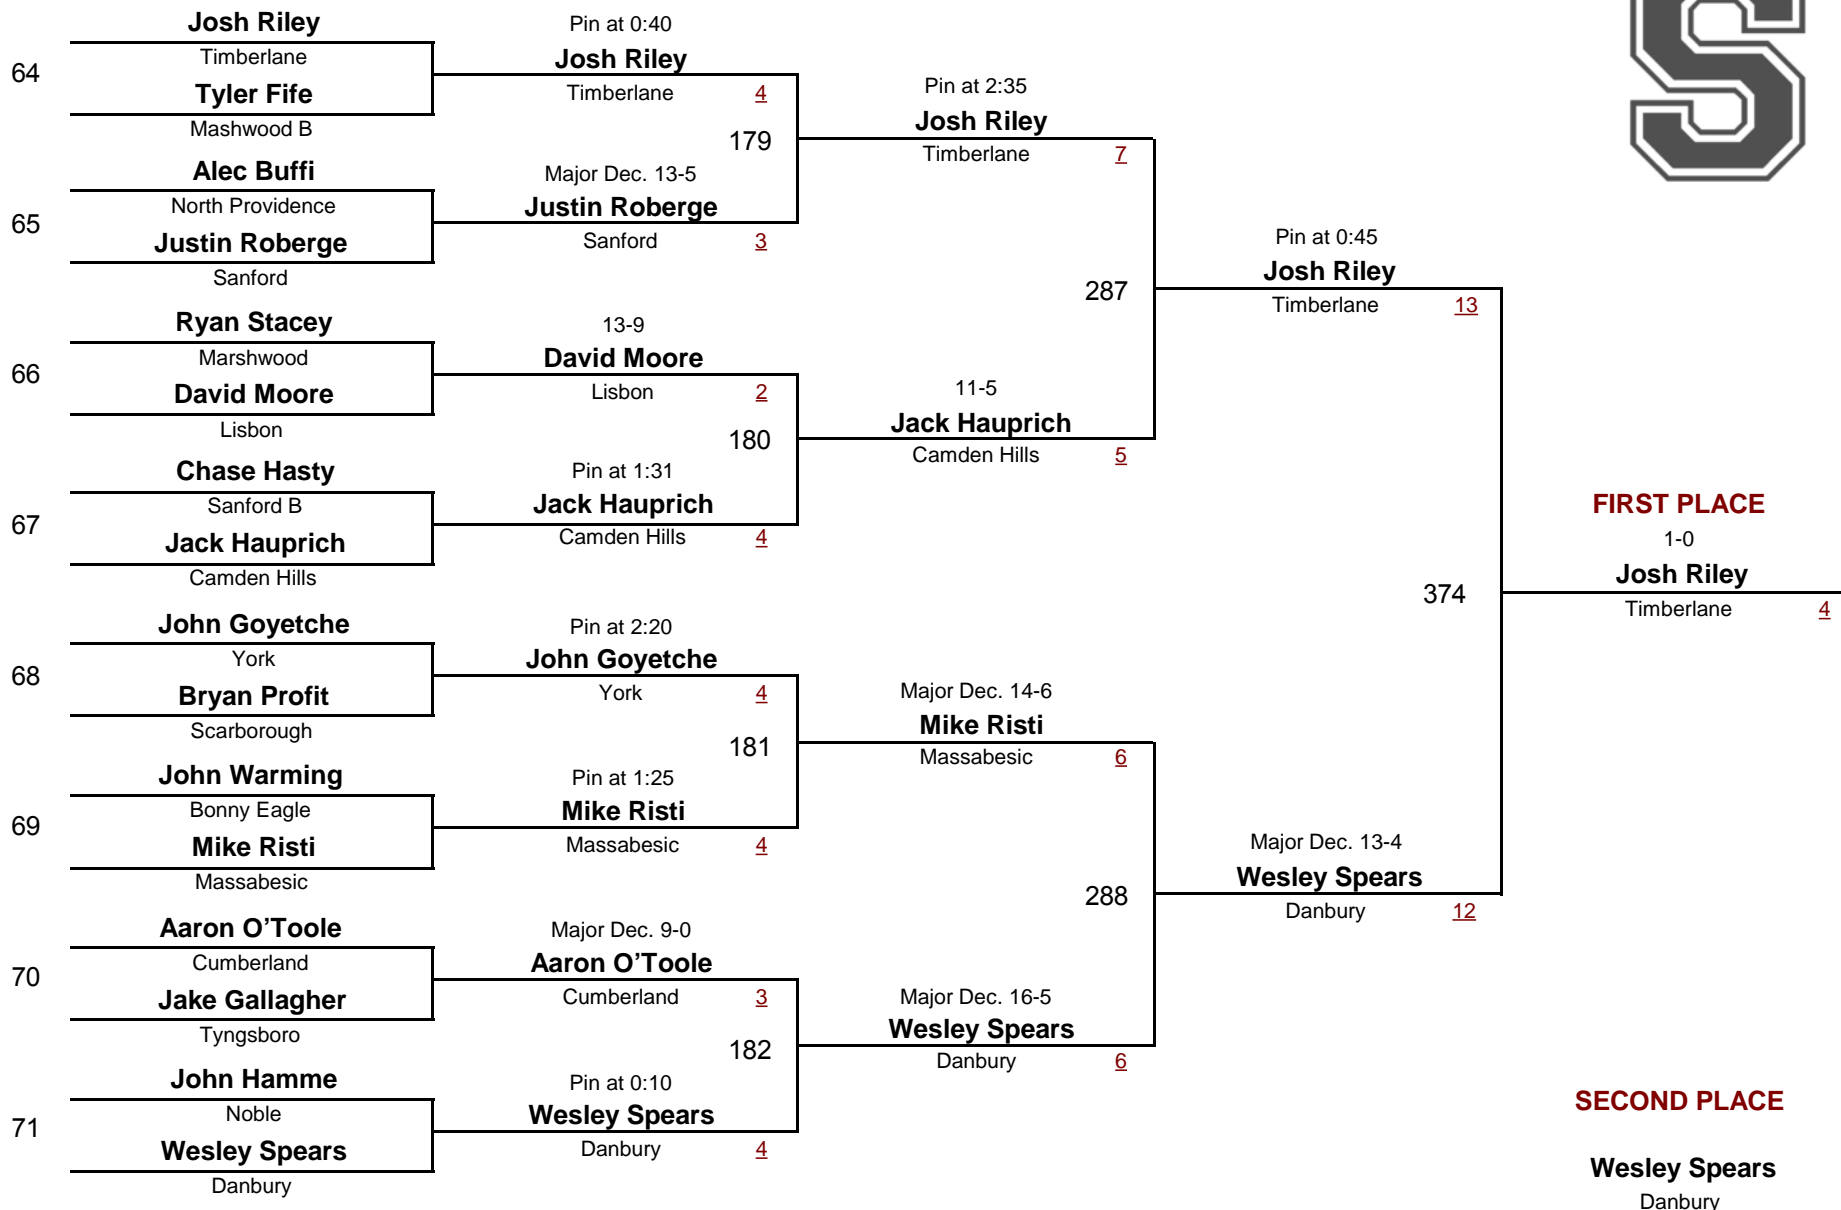 Josh Riley
Timberlane
64
Tyler Fife
Mashwood B
Alec Buffi
North Providence
65
Justin Roberge
Sanford
Ryan Stacey
Marshwood
66
David Moore
Lisbon
Chase Hasty
Sanford B
67
Jack Hauprich
Camden Hills
John Goyetche
York
68
Bryan Profit
Scarborough
John Warming
Bonny Eagle
69
Mike Risti
Massabesic
Aaron O'Toole
Cumberland
70
Jake Gallagher
Tyngsboro
John Hamme
Noble
71
Wesley Spears
Danbury
Pin at 0:40
Josh Riley
Timberlane 4
179
Major Dec. 13-5
Justin Roberge
Sanford 3
13-9
David Moore
Lisbon 2
180
Pin at 1:31
Jack Hauprich
Camden Hills 4
Pin at 2:20
John Goyetche
York 4
181
Pin at 1:25
Mike Risti
Massabesic 4
Major Dec. 9-0
Aaron O'Toole
Cumberland 3
182
Pin at 0:10
Wesley Spears
Danbury 4
Pin at 2:35
Josh Riley
Timberlane 7
287
11-5
Jack Hauprich
Camden Hills 5
Major Dec. 14-6
Mike Risti
Massabesic 6
288
Major Dec. 16-5
Wesley Spears
Danbury 6
Pin at 0:45
Josh Riley
Timberlane 13
374
Major Dec. 13-4
Wesley Spears
Danbury 12
S
FIRST PLACE
1-0
Josh Riley
Timberlane 4
SECOND PLACE
Wesley Spears
Danbury